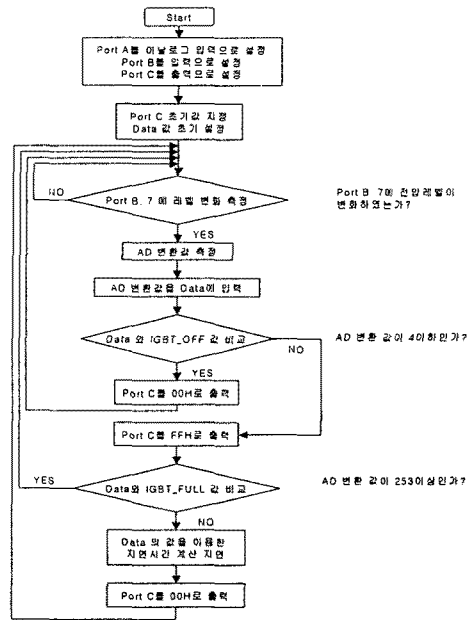 Start
Port A를 아날로그 입력으로 설정
Port B를 입력으로 설정
Port C를 출력으로 설정
Port C 초기값 지정
Data 값 초기 설정
NO
Port B. 7에 레벨 변화 측정
Port B. 7에 전압레벨이
변화하였는가?
YES
AD 변환값 측정
AD 변환값을 Data에 입력
Data 와 IGBT_OFF 값 비교
AD 변환 값이 4이하인가?
NO
YES
Port C를 00H로 출력
Port C를 FFH로 출력
YES
Data와 IGBT_FULL 값 비교
AD 변환 값이 253이상인가?
NO
Data 의 값을 이용한
지연시간 계산 지연
Port C를 00H로 출력